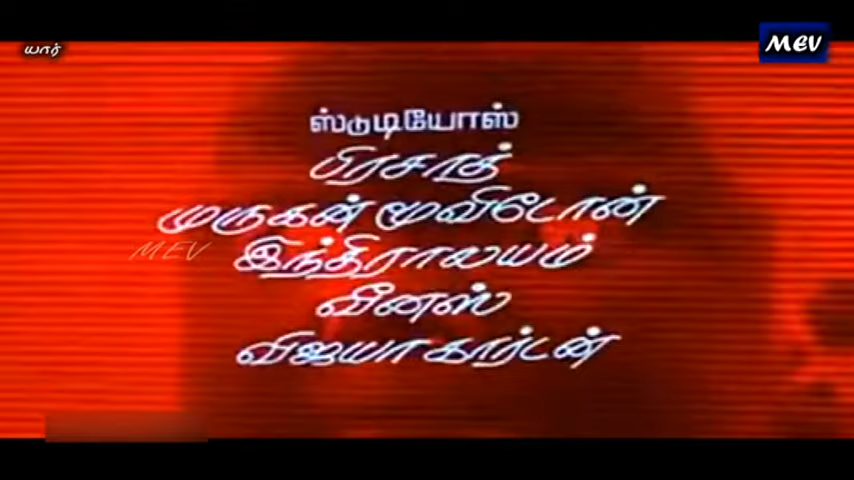 யார்
MEV
ஸ்டுடியோஸ்
பிரசாத்
முருகன் மூவிடோன்
MEV
இந்திராலயம்
வீனஸ்
விஜயா கார்டன்